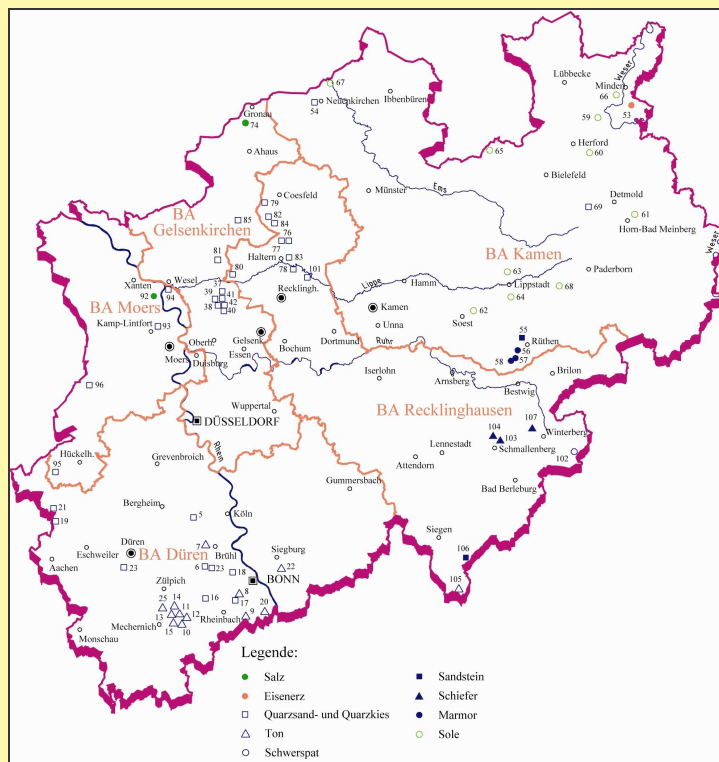 67
Lübbecke
Weser
Minden
66
Ibbenbüren
Neuenkirchen
54
Gronau
74
59
53
Ahaus
65
Herford
60
Ems
Bielefeld
Coesfeld
79
Münster
Detmold
69
61
Horn-Bad Meinberg
BA
Gelsenkirchen
85
82
84
76
77
BA Kamen
Weser
81
Haltern
83
78
101
80
63
Lippe
Hamm
Lippstadt
68
Paderborn
64
Xanten
Wesel
92
94
37
39
41
42
38
40
Recklingh.
Kamen
62
Soest
BA Moers
Kamp-Lintfort
93
Unna
Oberh.
Gelsenk.
Essen
Bochum
Dortmund
Ruhr
55
56
58
57
Rüthen
Moers
Duisburg
Iserlohn
Arnsberg
Bestwig
Brilon
96
Wuppertal
BA Recklinghausen
107
DÜSSELDORF
104
103
Winterberg
Schmallenberg
102
Rhein
Lennestadt
Attendorn
Hückelh.
95
Grevenbroich
Gummersbach
Bad Berleburg
21
19
Bergheim
5
Köln
Siegen
Düren
7
Brühl
BA Düren
Siegburg
22
106
Eschweiler
Aachen
23
6
23
18
BONN
105
Zülpich
25
14
16
8
17
20
13
11
12
9
Mechernich
15
10
Rheinbach
Monschau
Legende:
Salz
Sandstein
Eisenerz
Schiefer
Quarzsand- und Quarzkies
Marmor
Ton
Sole
Schwerspat